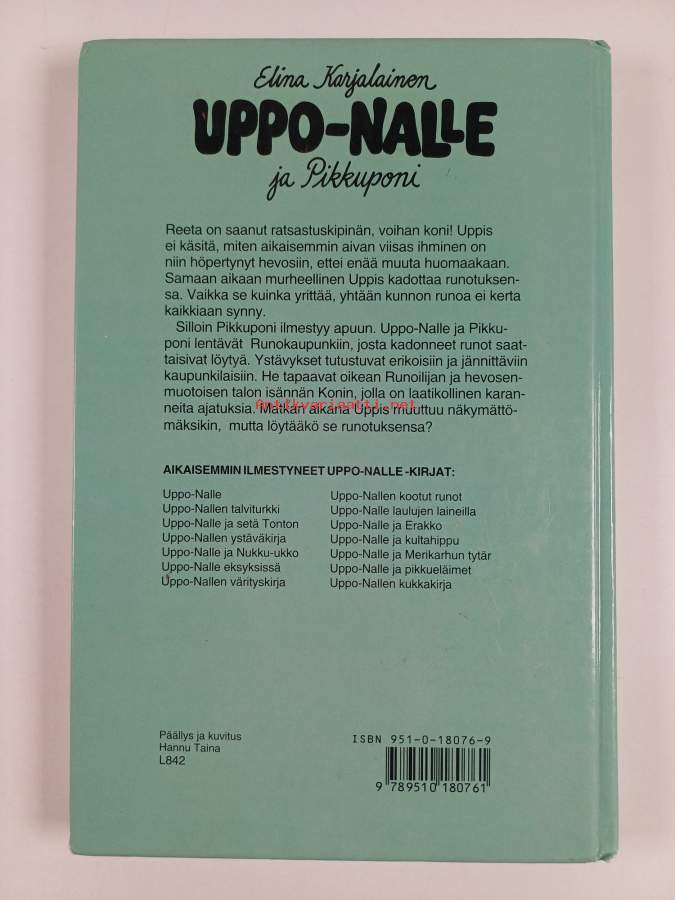 Elina Karjalainen
UPPO-NALLE
ja Pikkuponi
Reeta on saanut ratsastuskipinän, voihan koni! Uppis
ei käsitä, miten aikaisemmin aivan viisas ihminen on
niin höpertynyt hevosiin, ettei enää muuta huomaakaan.
Samaan aikaan murheellinen Uppis kadottaa runotuksen-
sa. Vaikka se kuinka yrittää, yhtään kunnon runoa ei kerta
kaikkiaan synny.
Silloin Pikkuponi ilmestyy apuun. Uppo-Nalle ja Pikku-
poni lentävät Runokaupunkiin, josta kadonneet runot saat-
taisivat löytyä. Ystävykset tutustuvat erikoisiin ja jännittäviin
kaupunkilaisiin. He tapaavat oikean Runoilijan ja hevosen-
muotoisen talon isännän Konin, jolla on laatikollinen karan-
neita ajatuksia. Matkan aikana Uppis muuttuu näkymättö-
mäksikin, mutta löytääkö se runotuksensa?
Antikvariaatti.net
AIKAISEMMIN ILMESTYNEET UPPO-NALLE -KIRJAT:
Uppo-Nalle
Uppo-Nallen talviturkki
Uppo-Nalle ja setä Tonton
Uppo-Nallen ystäväkirja
Uppo-Nalle ja Nukku-ukko
Uppo-Nalle eksyksissä
Uppo-Nallen värityskirja
Uppo-Nallen kootut runot
Uppo-Nalle laulujen laineilla
Uppo-Nalle ja Erakko
Uppo-Nalle ja kultahippu
Uppo-Nalle ja Merikarhun tytär
Uppo-Nalle ja pikkueläimet
Uppo-Nallen kukkakirja
Päällys ja kuvitus
Hannu Taina
L842
ISBN 951-0-18076-9
9 789510 180761